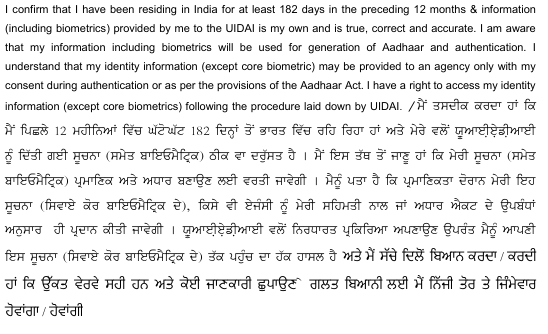 I confirm that I have been residing in India for at least 182 days in the preceding 12 months & information
(including biometrics) provided by me to the UIDAI is my own and is true, correct and accurate. I am aware
that my information including biometrics will be used for generation of Aadhaar and authentication. I
understand that my identity information (except core biometric) may be provided to an agency only with my
consent during authentication or as per the provisions of the Aadhaar Act. I have a right to access my identity
information (except core biometrics) following the procedure laid down by UIDAI. /ਮੈਂ ਤਸਦੀਕ ਕਰਦਾ ਹਾਂ ਕਿ
ਮੈਂ ਪਿਛਲੇ 12 ਮਹੀਨਿਆਂ ਵਿੱਚ ਘੱਟੋਘੱਟ 182 ਦਿਨ੍ਹਾਂ ਤੋਂ ਭਾਰਤ ਵਿੱਚ ਰਹਿ ਰਿਹਾ ਹਾਂ ਅਤੇ ਮੇਰੇ ਵਲੋਂ ਯੂਆਈ.ਏ.ਡੀਆਈ
ਨੂੰ ਦਿੱਤੀ ਗਈ ਸੂਚਨਾ (ਸਮੇਤ ਬਾਇਓਮੈਟ੍ਰਿਕ) ਠੀਕ ਵਾ ਦਰੁੱਸਤ ਹੈ । ਮੈਂ ਇਸ ਤੱਥ ਤੋਂ ਜਾਣੂ ਹਾਂ ਕਿ ਮੇਰੀ ਸੂਚਨਾ (ਸਮੇਤ
ਬਾਇਓਮੈਟ੍ਰਿਕ) ਪ੍ਰਮਾਣਿਕ ਅਤੇ ਅਧਾਰ ਬਣਾਉਣ ਲਈ ਵਰਤੀ ਜਾਵੇਗੀ । ਮੈਨੂੰ ਪਤਾ ਹੈ ਕਿ ਪ੍ਰਮਾਣਿਕਤਾ ਦੋਰਾਨ ਮੇਰੀ ਇਹ
ਸੂਚਨਾ (ਸਿਵਾਏ ਕੋਰ ਬਾਇਓਮੈਟ੍ਰਿਕ ਦੇ), ਕਿਸੇ ਵੀ ਏਜੰਸੀ ਨੂੰ ਮੇਰੀ ਸਹਿਮਤੀ ਨਾਲ ਜਾਂ ਅਧਾਰ ਐਕਟ ਦੇ ਉਪਬੰਧਾਂ
ਅਨੁਸਾਰ ਹੀ ਪ੍ਰਦਾਨ ਕੀਤੀ ਜਾਵੇਗੀ । ਯੂਆਈ.ਏ.ਡੀਆਈ ਵਲੋਂ ਨਿਰਧਾਰਤ ਪ੍ਰਕਿਰਿਆ ਅਪਣਾਉਣ ਉਪਰੰਤ ਮੈਨੂੰ ਆਪਣੀ
ਇਸ ਸੂਚਨਾ (ਸਿਵਾਏ ਕੋਰ ਬਾਇਓਮੈਟ੍ਰਿਕ ਦੇ) ਤੱਕ ਪਹੁੰਚ ਦਾ ਹੱਕ ਹਾਸਲ ਹੈ ਅਤੇ ਮੈਂ ਸੱਚੇ ਦਿਲੋਂ ਬਿਆਨ ਕਰਦਾ / ਕਰਦੀ
ਹਾਂ ਕਿ ਉੱਕਤ ਵੇਰਵੇ ਸਹੀ ਹਨ ਅਤੇ ਕੋਈ ਜਾਣਕਾਰੀ ਛੁਪਾਉਣ ਗਲਤ ਬਿਆਨੀ ਲਈ ਮੈਂ ਨਿੱਜੀ ਤੋਰ ਤੇ ਜਿੰਮੇਵਾਰ
ਹੋਵਾਂਗਾ / ਹੋਵਾਂਗੀ